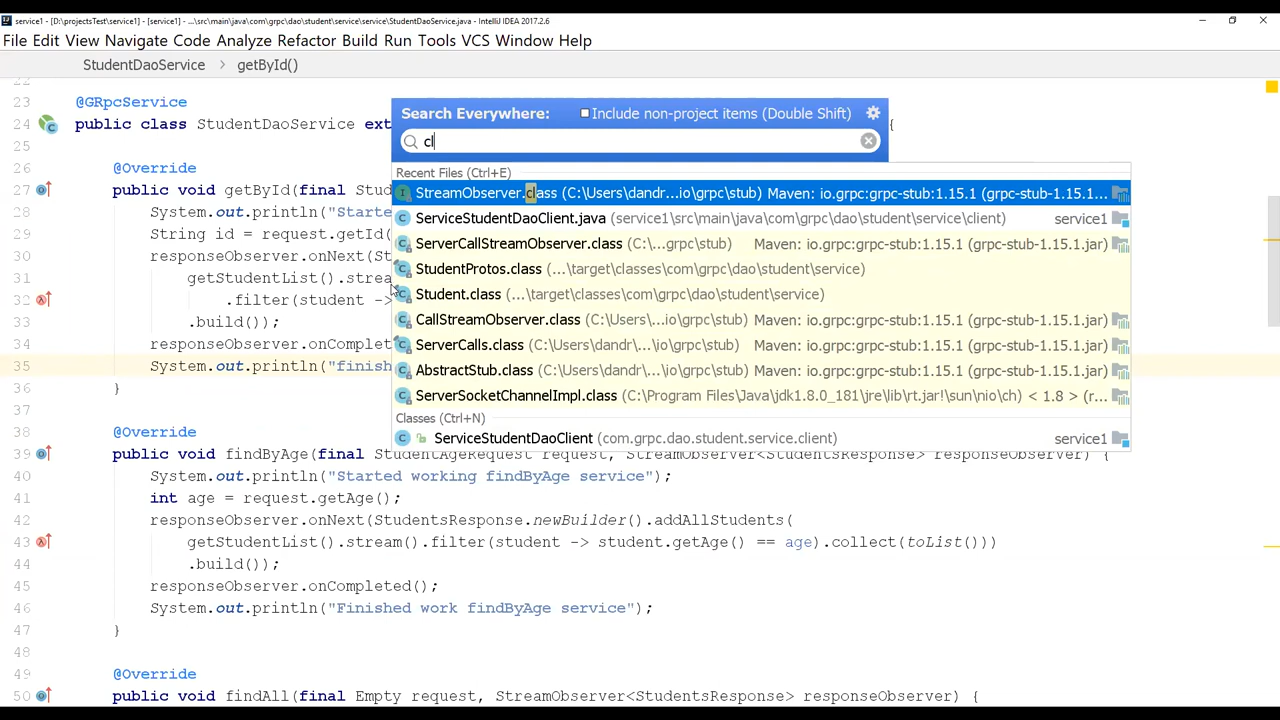 service1 - [D:\projectsTest\service1] - [service1] - ...\src\main\java\com\grpc\dao\student\service\service\StudentDaoService.java - IntelliJ IDEA 2017.2.6
File Edit View Navigate Code Analyze Refactor Build Run Tools VCS Window Help
StudentDaoService getById()
22
23 @GRpcService
24 public class StudentDaoService ext {
25
26 @Override
27 public void getById(final Stud
28 System.out.println("Starte
29 String id = request.getId(
30 responseObserver.onNext(St
31 getStudentList().strea
32 .filter(student ->
33 .build());
34 responseObserver.onComplet
35 System.out.println("finish
36 }
37
38 @Override
39 public void findByAge(final StudentAgeRequest request, StreamObserver<StudentsResponse> responseObserver) {
40 System.out.println("Started working findByAge service");
41 int age = request.getAge();
42 responseObserver.onNext(StudentsResponse.newBuilder().addAllStudents(
43 getStudentList().stream().filter(student -> student.getAge() == age).collect(toList()))
44 .build());
45 responseObserver.onCompleted();
46 System.out.println("Finished work findByAge service");
47 }
48
49 @Override
50 public void findAll(final Empty request, StreamObserver<StudentsResponse> responseObserver) {
Search Everywhere: Include non-project items (Double Shift)
cl
Recent Files (Ctrl+E)
StreamObserver.class (C:\Users\dandr...io\grpc\stub) Maven: io.grpc:grpc-stub:1.15.1 (grpc-stub-1.15.1...
ServiceStudentDaoClient.java (service1\src\main\java\com\grpc\dao\student\service\client) service1
ServerCallStreamObserver.class (C:\...grpc\stub) Maven: io.grpc:grpc-stub:1.15.1 (grpc-stub-1.15.1.jar)
StudentProtos.class (...\target\classes\com\grpc\dao\student\service)
Student.class (...\target\classes\com\grpc\dao\student\service)
CallStreamObserver.class (C:\Users\...io\grpc\stub) Maven: io.grpc:grpc-stub:1.15.1 (grpc-stub-1.15.1.jar)
ServerCalls.class (C:\Users\dandr...\io\grpc\stub) Maven: io.grpc:grpc-stub:1.15.1 (grpc-stub-1.15.1.jar)
AbstractStub.class (C:\Users\dandr...\io\grpc\stub) Maven: io.grpc:grpc-stub:1.15.1 (grpc-stub-1.15.1.jar)
ServerSocketChannelImpl.class (C:\Program Files\Java\jdk1.8.0_181\jre\lib\rt.jar!\sun\nio\ch) < 1.8 > (r...
Classes (Ctrl+N)
ServiceStudentDaoClient (com.grpc.dao.student.service.client) service1